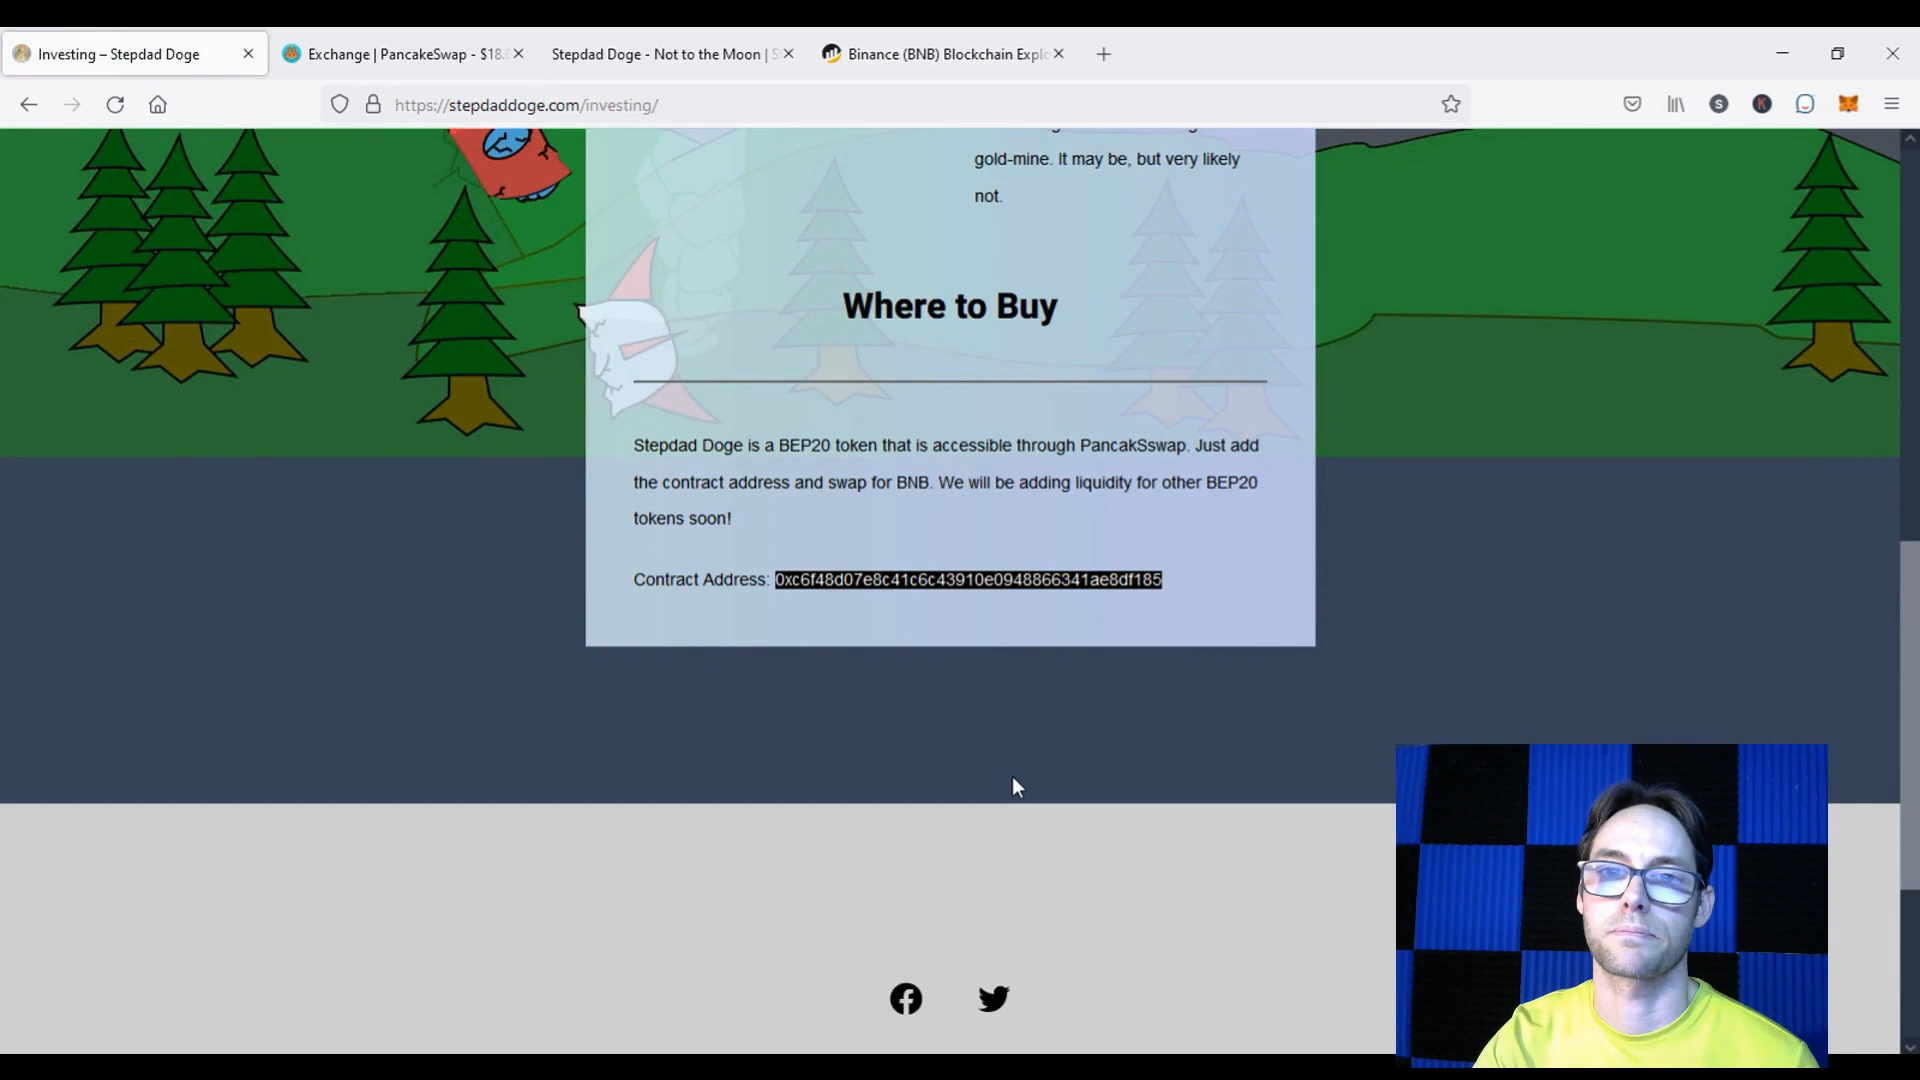 Investing – Stepdad Doge
Exchange | PancakeSwap - $18.
Stepdad Doge - Not to the Moon |
Binance (BNB) Blockchain Explo
https://stepdaddoge.com/investing/
gold-mine. It may be, but very likely
not.
Where to Buy
Stepdad Doge is a BEP20 token that is accessible through PancakSswap. Just add
the contract address and swap for BNB. We will be adding liquidity for other BEP20
tokens soon!
Contract Address: 0xc6f48d07e8c41c6c43910e0948866341ae8df185